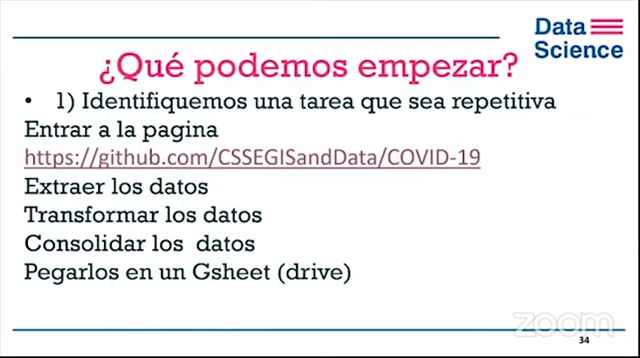 Data
Science
¿Qué podemos empezar?
• 1) Identifiquemos una tarea que sea repetitiva
Entrar a la pagina
https://github.com/CSSEGISandData/COVID-19
Extraer los datos
Transformar los datos
Consolidar los datos
Pegarlos en un Gsheet (drive)
zoom
34